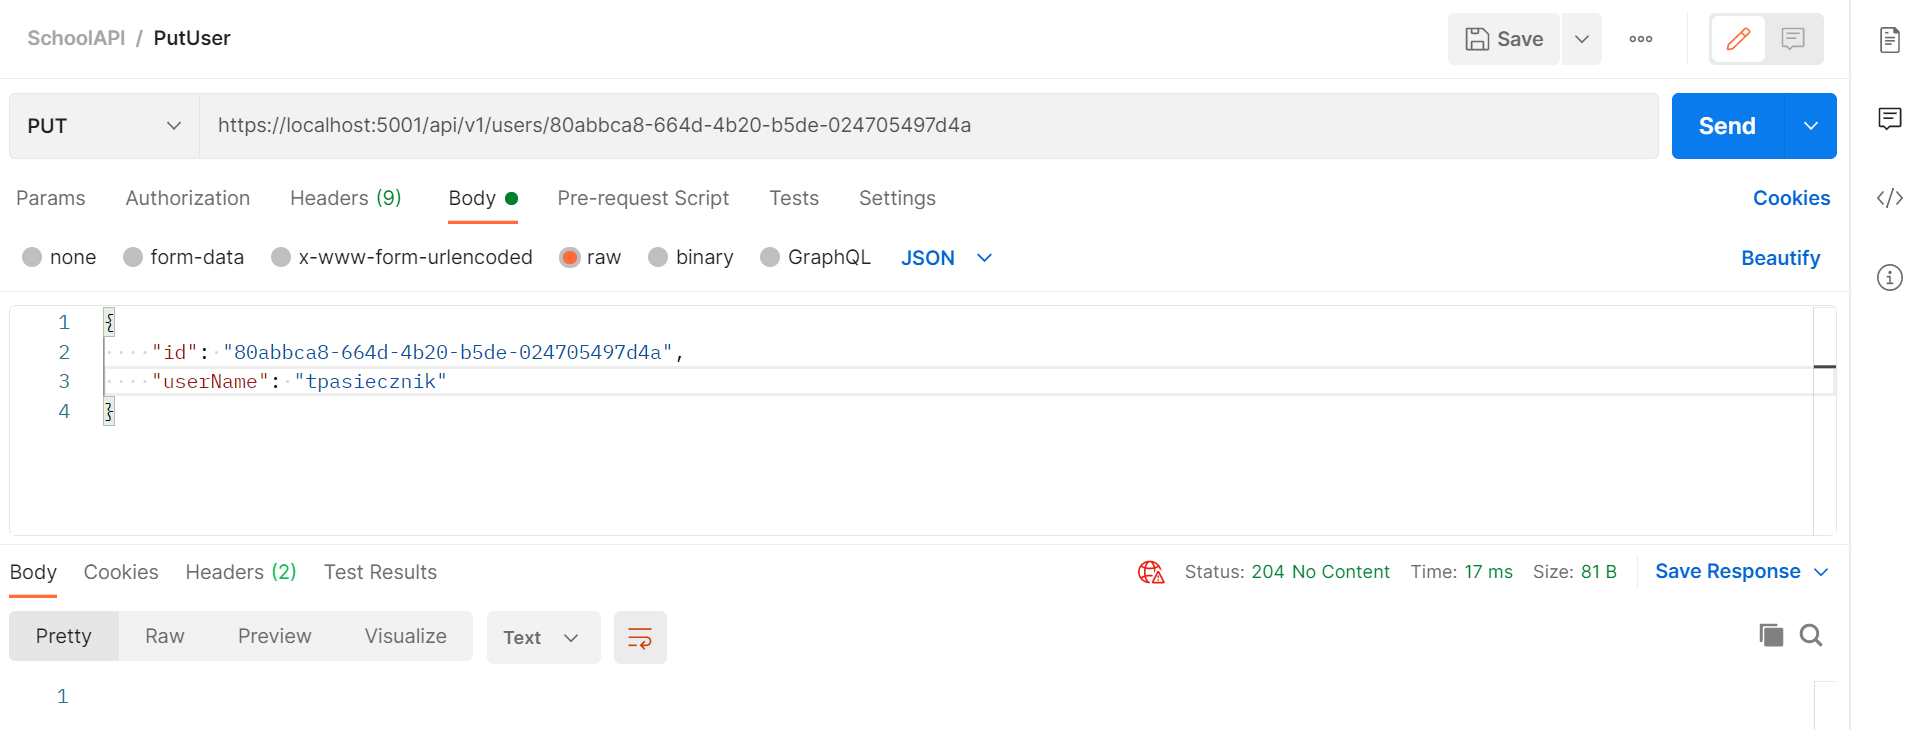 SchoolAPI / PutUser
Save
PUT
https://localhost:5001/api/v1/users/80abbca8-664d-4b20-b5de-024705497d4a
Send
Params Authorization Headers (9) Body Pre-request Script Tests Settings Cookies
none form-data x-www-form-urlencoded raw binary GraphQL JSON Beautify
1 {
2 "id": "80abbca8-664d-4b20-b5de-024705497d4a",
3 "userName": "tpasiecznik"
4 }
Body Cookies Headers (2) Test Results Status: 204 No Content Time: 17 ms Size: 81 B Save Response
Pretty Raw Preview Visualize Text
1